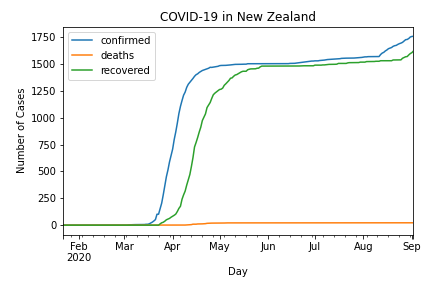 COVID-19 in New Zealand
confirmed
deaths
recovered
Number of Cases
1750
1500
1250
1000
750
500
250
0
Feb Mar Apr May Jun Jul Aug Sep
2020
Day